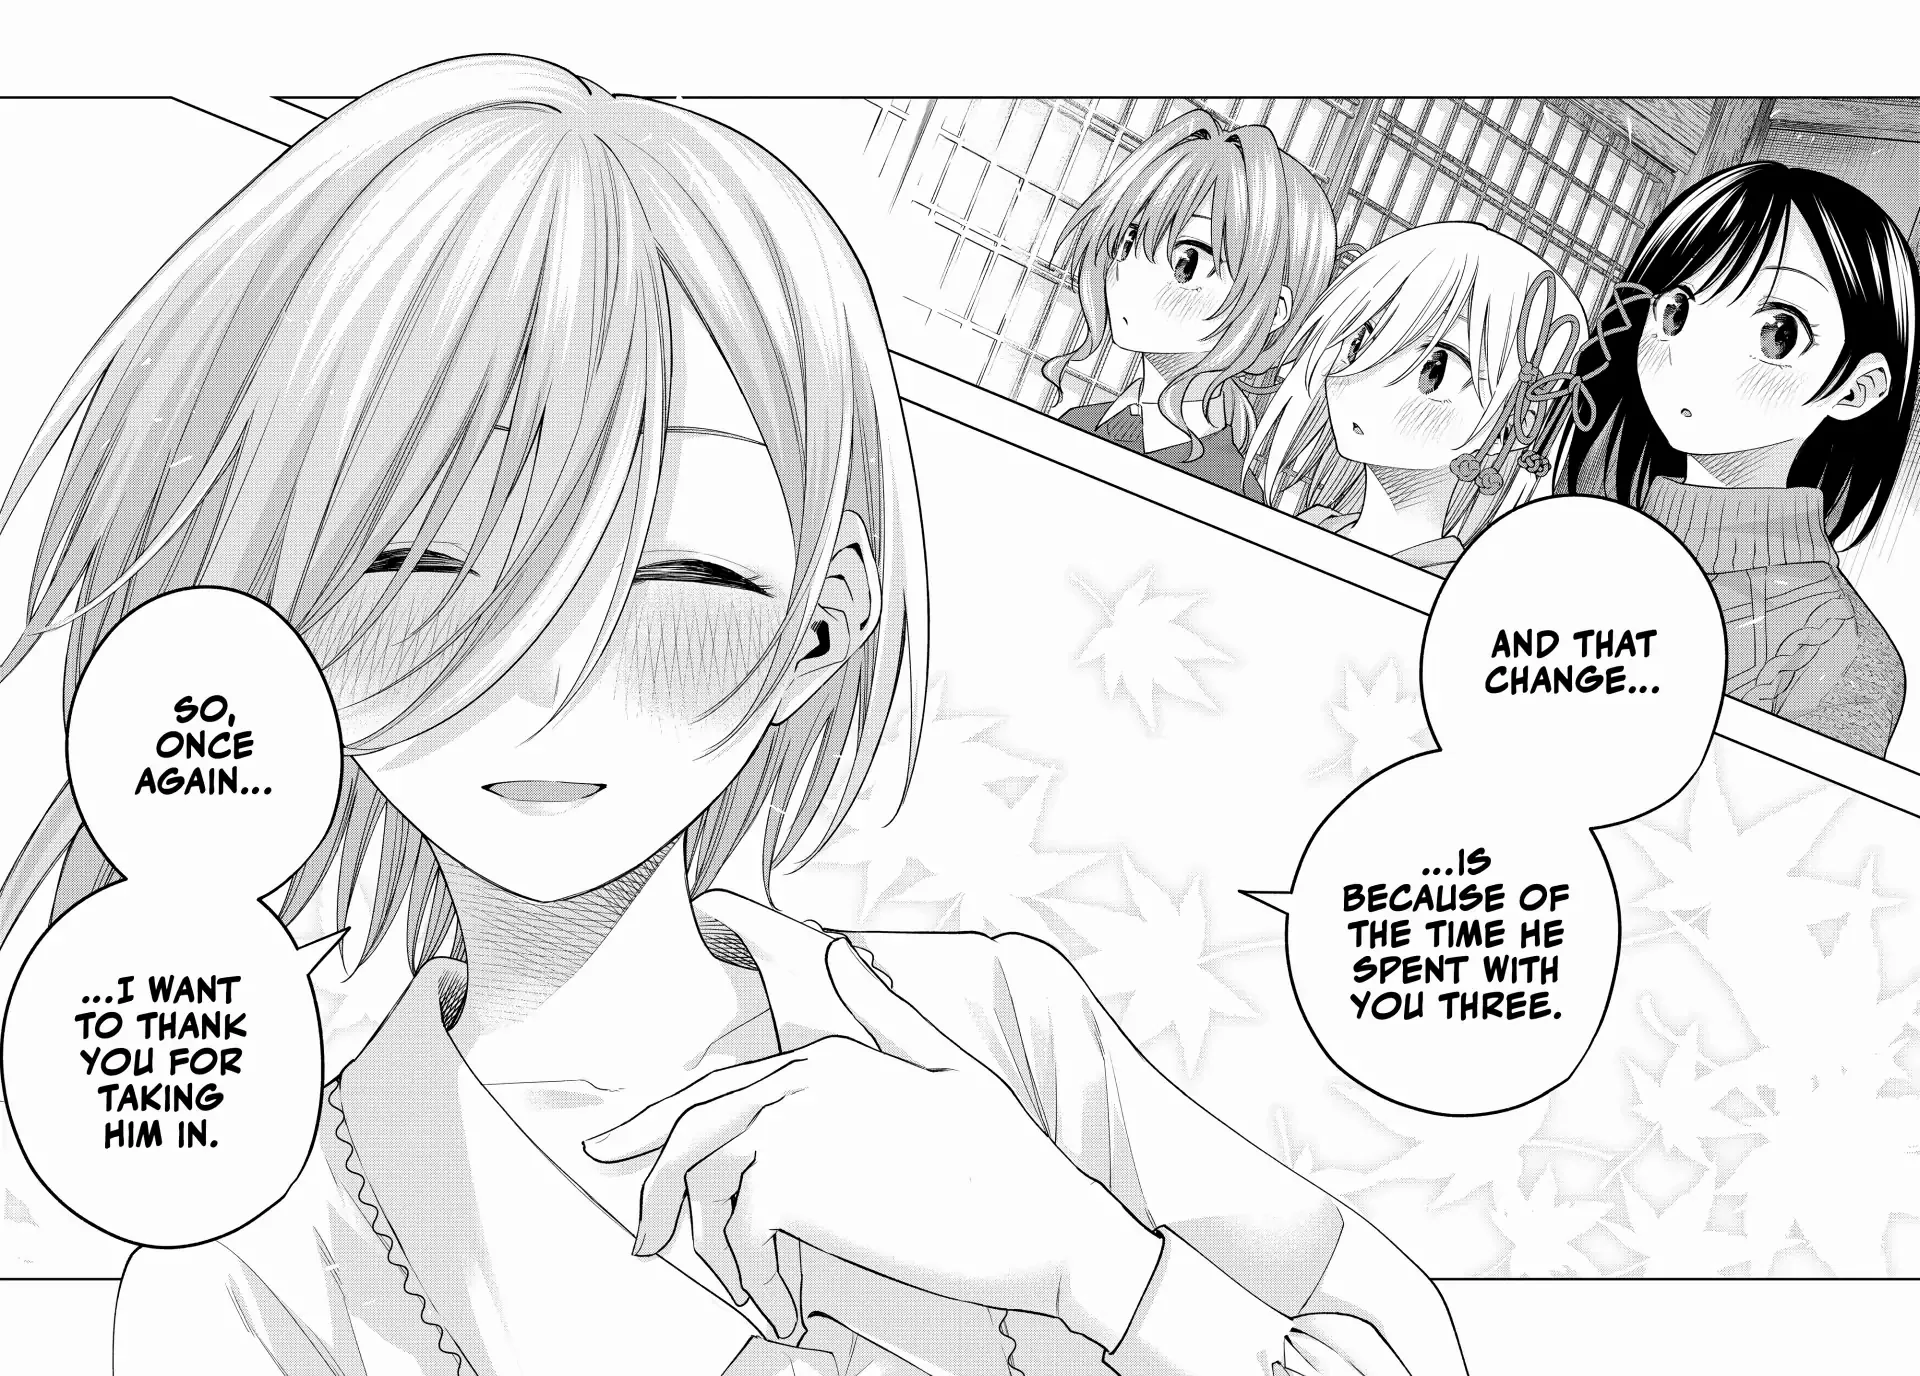 AND THAT
CHANGE...
...IS
BECAUSE OF
THE TIME HE
SPENT WITH
YOU THREE.
SO,
ONCE
AGAIN...
...I WANT
TO THANK
YOU FOR
TAKING
HIM IN.